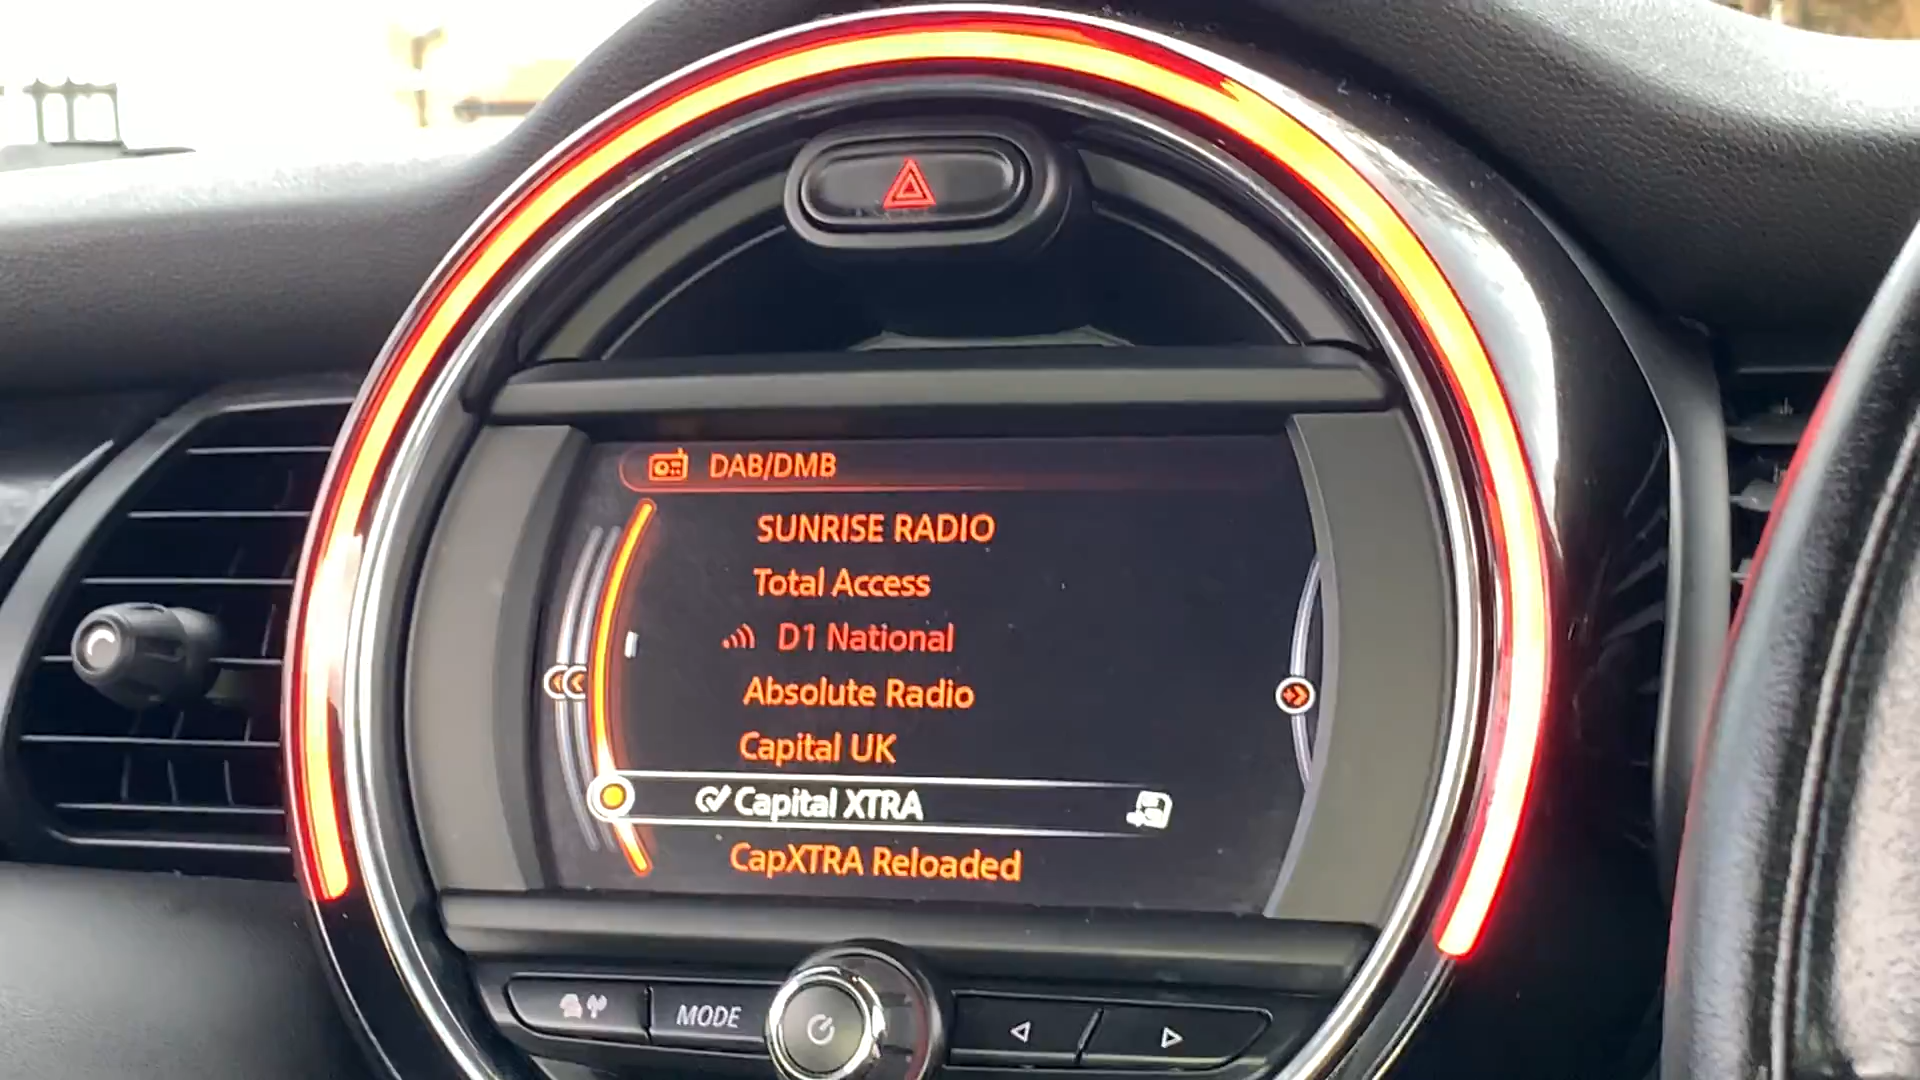 DAB/DMB
SUNRISE RADIO
Total Access
D1 National
Absolute Radio
Capital UK
Capital XTRA
CapXTRA Reloaded
MODE